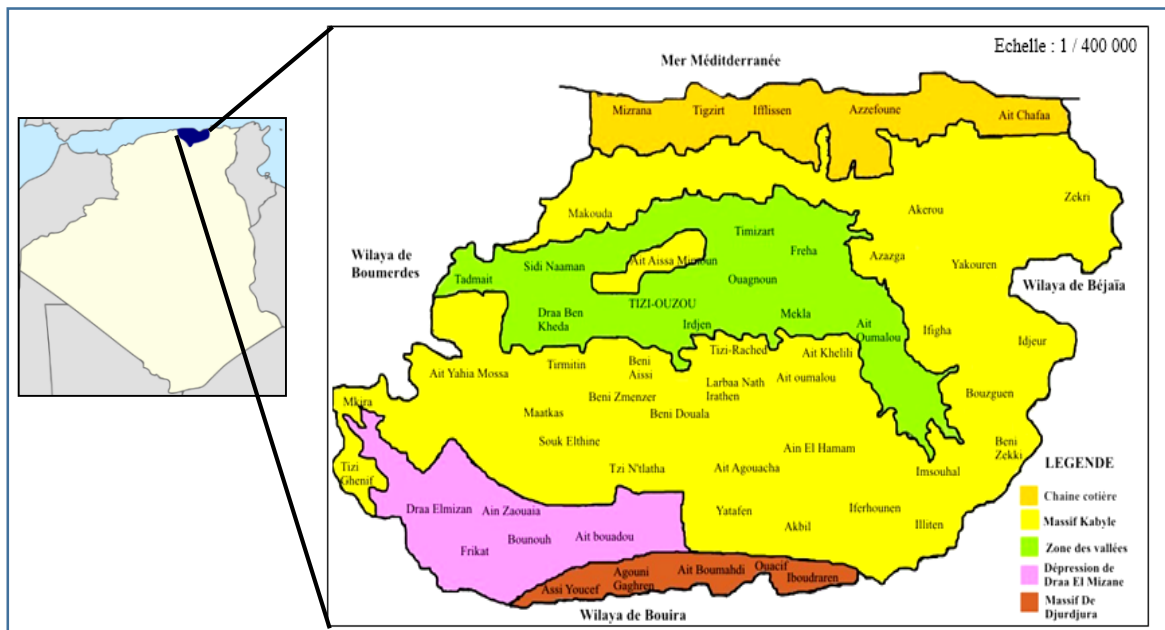 Echelle : 1 / 400 000
Mer Méditderranée
Mizrana
Tigzirt
Ifflissen
Azzefoune
Ait Chafaa
Zekri
Akerou
Makouda
Timizart
Freha
Wilaya de
Boumerdes
Azazga
Yakouren
Ait Aissa Mimoun
Sidi Naaman
Tadmait
Ouagnoun
Wilaya de Béjaïa
TIZI-OUZOU
Draa Ben
Kheda
Mekla
Irdjen
Ait
Oumalou
Ifigha
Idjeur
Tizi-Rached
Ait Khelili
Tirmitin
Beni
Aissi
Ait Yahia Mossa
Larbaa Nath
Irathen
Ait oumalou
Bouzguen
Mkira
Beni Zmenzer
Maatkas
Beni Douala
Souk Elthine
Ain El Hamam
Beni
Zekki
Tizi
Ghenif
Tzi N'tlatha
Ait Agouacha
Imsouhal
LEGENDE
Chaine cotière
Massif Kabyle
Zone des vallées
Dépression de
Draa El Mizane
Massif De
Djurdjura
Draa Elmizan
Ain Zaouaia
Yatafen
Iferhounen
Akbil
Illiten
Bounouh
Ait bouadou
Frikat
Ouacif
Agouni
Gaghren
Ait Boumahdi
Iboudraren
Assi Youcef
Wilaya de Bouira